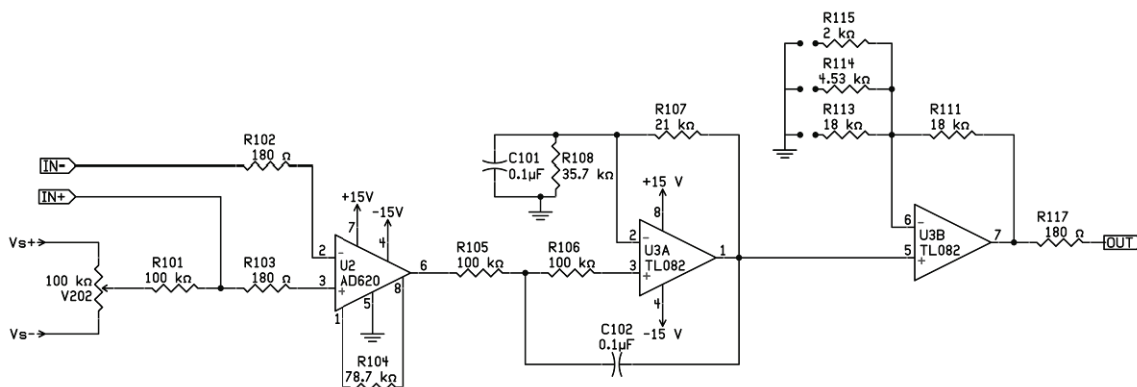 R115
2 kΩ
R114
4.53 kΩ
R113
18 kΩ
R111
18 kΩ
R107
21 kΩ
C101
0.1µF
R108
35.7 kΩ
R102
180 Ω
IN-
IN+
Vs+
100 kΩ
V202
Vs-
R101
100 kΩ
R103
180 Ω
+15V
-15V
7
4
2
-
U2
AD620
3
+
6
8
5
1
R104
78.7 kΩ
R105
100 kΩ
R106
100 kΩ
+15 V
8
2
-
U3A
TL082
3
+
1
4
-15 V
C102
0.1µF
6
-
U3B
TL082
5
+
7
R117
180 Ω
OUT